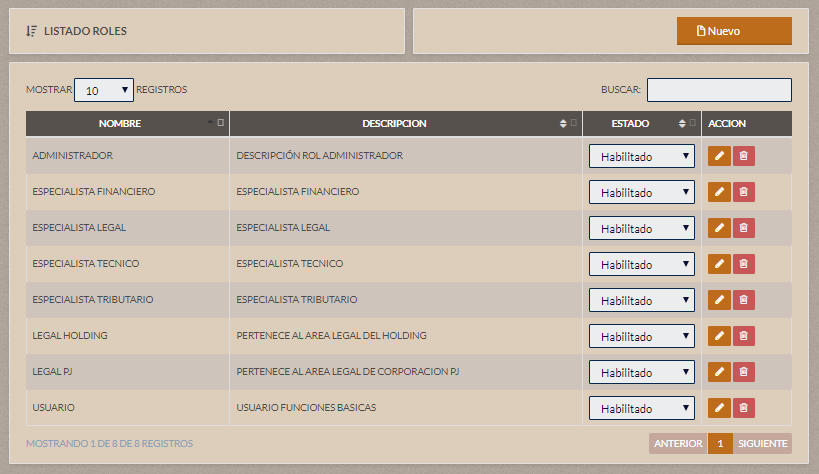 LISTADO ROLES
Nuevo
MOSTRAR 10 REGISTROS
BUSCAR:
NOMBRE DESCRIPCION ESTADO ACCION
ADMINISTRADOR DESCRIPCIÓN ROL ADMINISTRADOR Habilitado
ESPECIALISTA FINANCIERO ESPECIALISTA FINANCIERO Habilitado
ESPECIALISTA LEGAL ESPECIALISTA LEGAL Habilitado
ESPECIALISTA TECNICO ESPECIALISTA TECNICO Habilitado
ESPECIALISTA TRIBUTARIO ESPECIALISTA TRIBUTARIO Habilitado
LEGAL HOLDING PERTENECE AL AREA LEGAL DEL HOLDING Habilitado
LEGAL PJ PERTENECE AL AREA LEGAL DE CORPORACION PJ Habilitado
USUARIO USUARIO FUNCIONES BASICAS Habilitado
MOSTRANDO 1 DE 8 DE 8 REGISTROS
ANTERIOR 1 SIGUIENTE